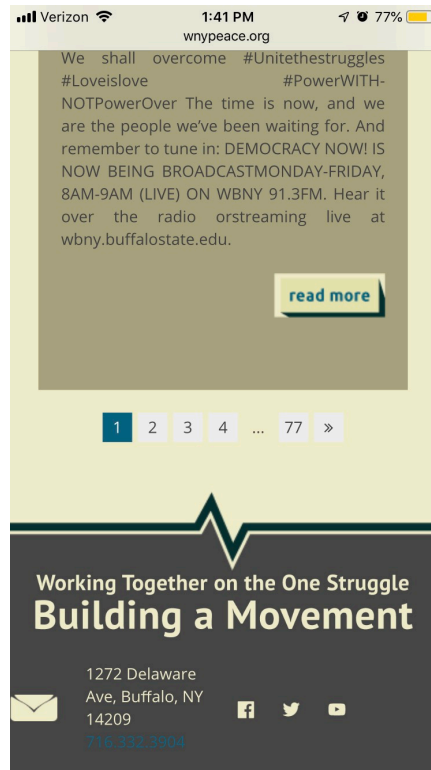 Verizon 1:41 PM 77%
wnypeace.org
We shall overcome #Unitethestruggles
#Loveislove #PowerWITH-
NOTPowerOver The time is now, and we
are the people we’ve been waiting for. And
remember to tune in: DEMOCRACY NOW! IS
NOW BEING BROADCASTMONDAY-FRIDAY,
8AM-9AM (LIVE) ON WBNY 91.3FM. Hear it
over the radio orstreaming live at
wbny.buffalostate.edu.
read more
1 2 3 4 ... 77 »
Working Together on the One Struggle
Building a Movement
1272 Delaware
Ave, Buffalo, NY
14209
716.332.3904